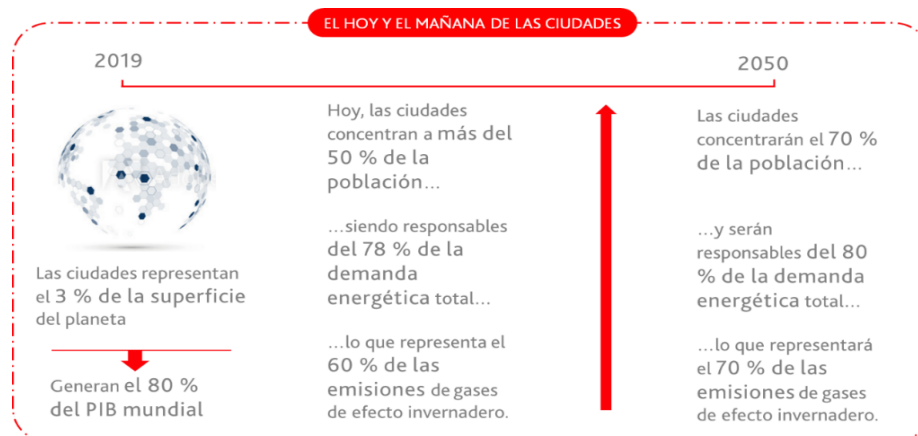 EL HOY Y EL MAÑANA DE LAS CIUDADES
2019
2050
Las ciudades representan
el 3 % de la superficie
del planeta
Generan el 80 %
del PIB mundial
Hoy, las ciudades
concentran a más del
50 % de la
población...
...siendo responsables
del 78 % de la
demanda
energética total...
...lo que representa el
60 % de las
emisiones de gases
de efecto invernadero.
Las ciudades
concentrarán el 70 %
de la población...
...y serán
responsables del 80
% de la demanda
energética total...
...lo que representará
el 70 % de las
emisiones de gases
de efecto invernadero.